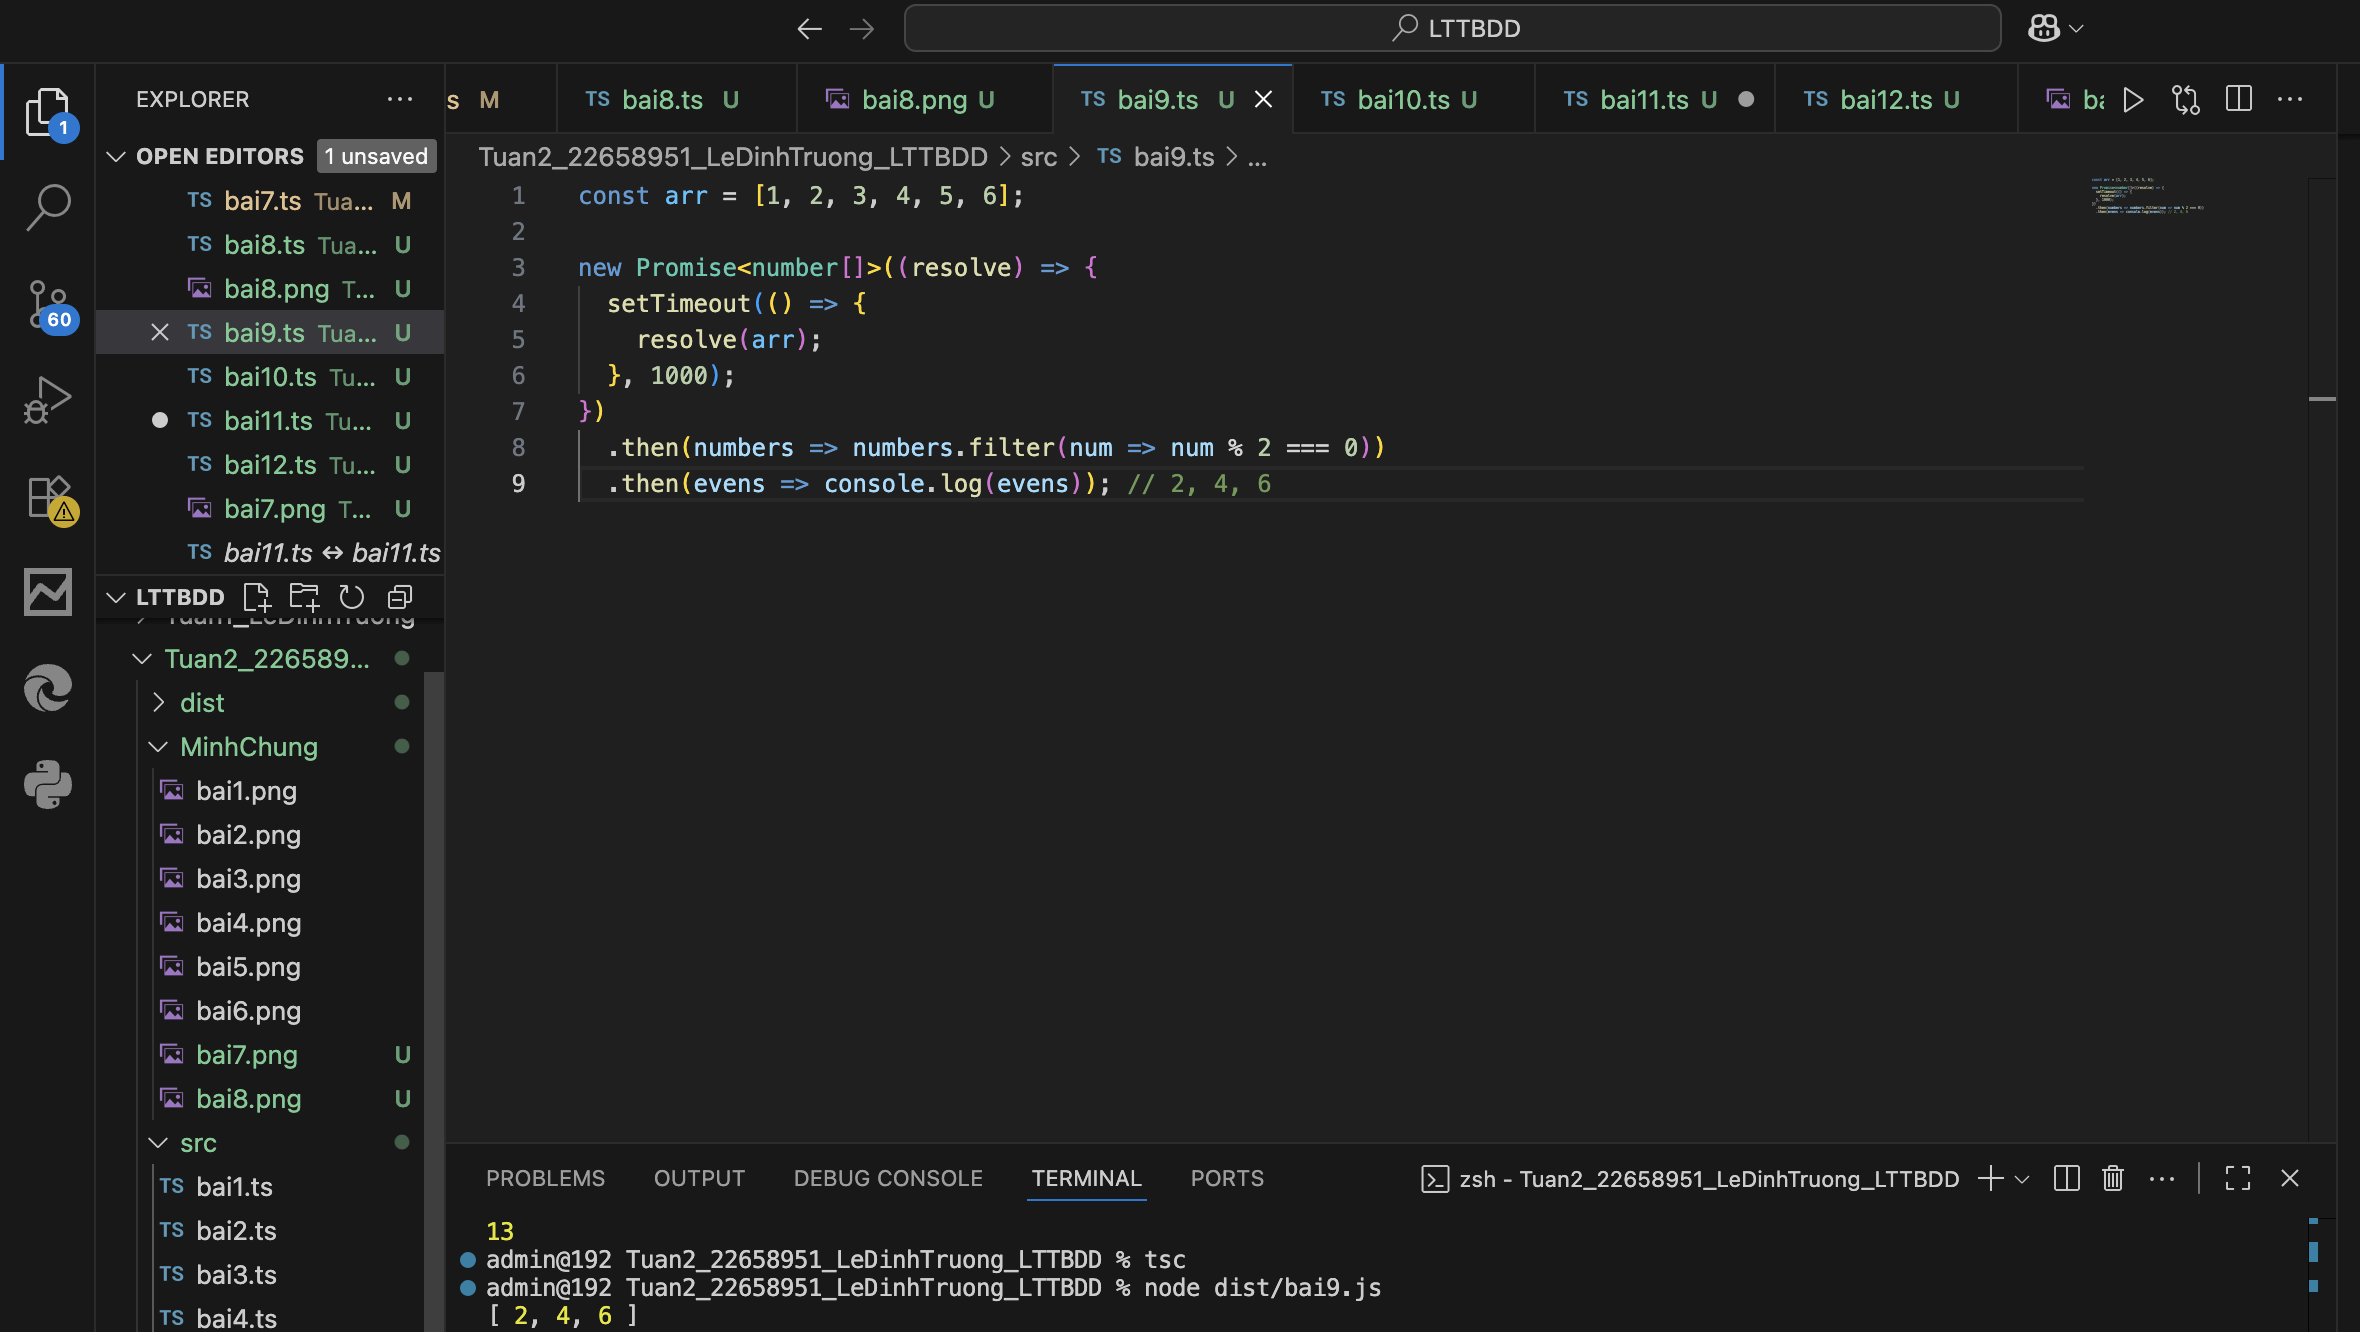 LTTBDD
EXPLORER
1
OPEN EDITORS 1 unsaved
TS bai7.ts Tua... M
TS bai8.ts Tua... U
bai8.png T... U
TS bai9.ts Tua... U
TS bai10.ts Tu... U
TS bai11.ts Tu... U
TS bai12.ts Tu... U
bai7.png T... U
TS bai11.ts ↔ bai11.ts
60
LTTBDD
Tuan1_LeDinhTruong
Tuan2_226589...
dist
MinhChung
bai1.png
bai2.png
bai3.png
bai4.png
bai5.png
bai6.png
bai7.png U
bai8.png U
src
TS bai1.ts
TS bai2.ts
TS bai3.ts
TS bai4.ts
s M TS bai8.ts U bai8.png U TS bai9.ts U TS bai10.ts U TS bai11.ts U TS bai12.ts U ba
Tuan2_22658951_LeDinhTruong_LTTBDD > src > TS bai9.ts > ...
1 const arr = [1, 2, 3, 4, 5, 6];
2
3 new Promise<number[]>((resolve) => {
4 setTimeout(() => {
5 resolve(arr);
6 }, 1000);
7 })
8 .then(numbers => numbers.filter(num => num % 2 === 0))
9 .then(evens => console.log(evens)); // 2, 4, 6
PROBLEMS OUTPUT DEBUG CONSOLE TERMINAL PORTS zsh - Tuan2_22658951_LeDinhTruong_LTTBDD
13
admin@192 Tuan2_22658951_LeDinhTruong_LTTBDD % tsc
admin@192 Tuan2_22658951_LeDinhTruong_LTTBDD % node dist/bai9.js
[ 2, 4, 6 ]